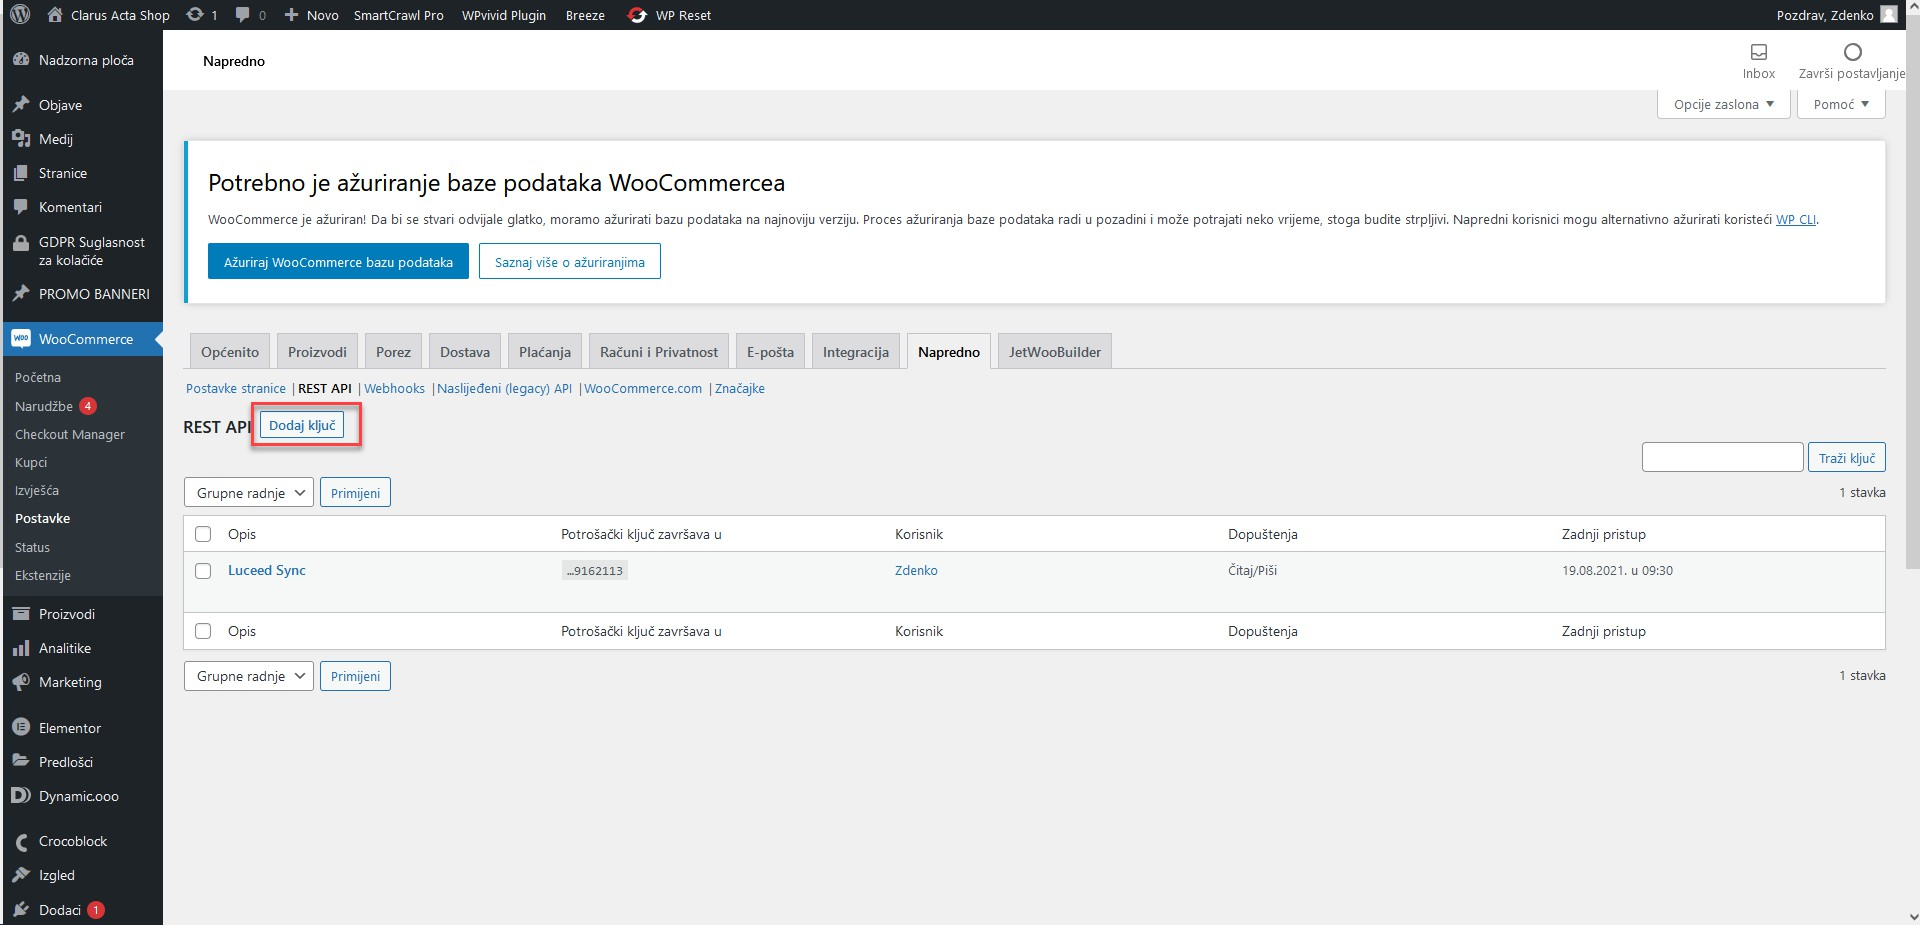 Clarus Acta Shop 1 0 Novo SmartCrawl Pro WPvivid Plugin Breeze WP Reset Pozdrav, Zdenko
Nadzorna ploča
Objave
Medij
Stranice
Komentari
GDPR Suglasnost
za kolačiće
PROMO BANNERI
WooCommerce
Početna
Narudžbe 4
Checkout Manager
Kupci
Izvješća
Postavke
Status
Ekstenzije
Proizvodi
Analitike
Marketing
Elementor
Predlošci
Dynamic.ooo
Crocoblock
Izgled
Dodaci 1
Napredno
Inbox
Završi postavljanje
Opcije zaslona
Pomoć
Potrebno je ažuriranje baze podataka WooCommercea
WooCommerce je ažuriran! Da bi se stvari odvijale glatko, moramo ažurirati bazu podataka na najnoviju verziju. Proces ažuriranja baze podataka radi u pozadini i može potrajati neko vrijeme, stoga budite strpljivi. Napredni korisnici mogu alternativno ažurirati koristeći WP CLI.
Ažuriraj WooCommerce bazu podataka Saznaj više o ažuriranjima
Općenito Proizvodi Porez Dostava Plaćanja Računi i Privatnost E-pošta Integracija Napredno JetWooBuilder
Postavke stranice | REST API | Webhooks | Naslijeđeni (legacy) API | WooCommerce.com | Značajke
REST API Dodaj ključ
Traži ključ
Grupne radnje Primijeni 1 stavka
Opis Potrošački ključ završava u Korisnik Dopuštenja Zadnji pristup
Luceed Sync …9162113 Zdenko Čitaj/Piši 19.08.2021. u 09:30
Opis Potrošački ključ završava u Korisnik Dopuštenja Zadnji pristup
Grupne radnje Primijeni 1 stavka